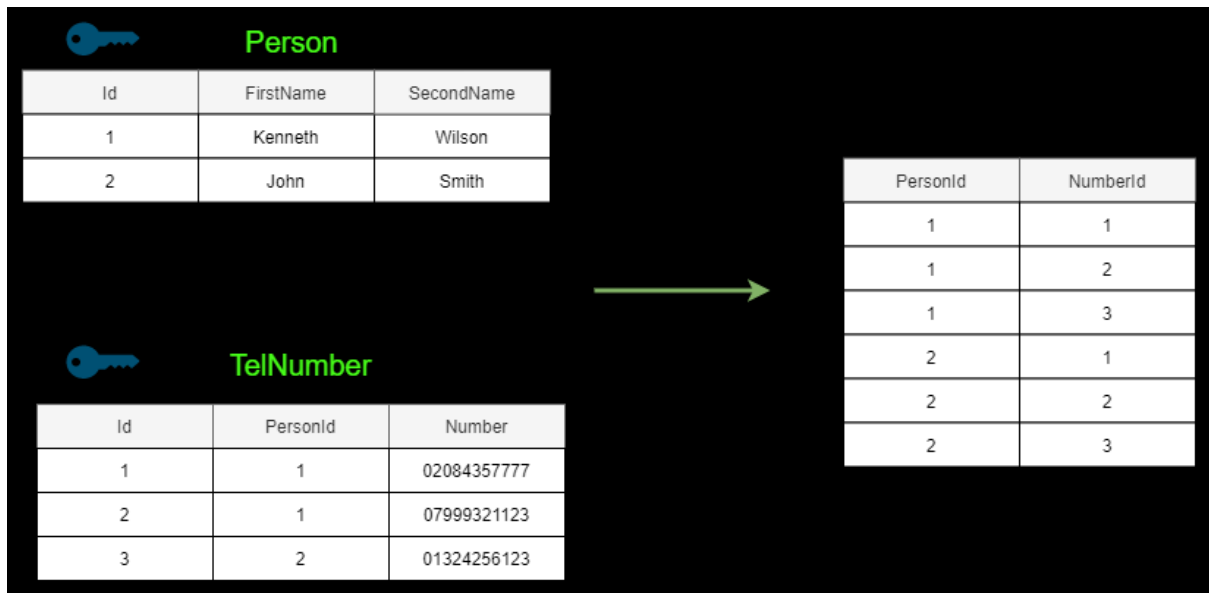 Person
Id FirstName SecondName
1 Kenneth Wilson
2 John Smith
TelNumber
Id PersonId Number
1 1 02084357777
2 1 07999321123
3 2 01324256123
PersonId NumberId
1 1
1 2
1 3
2 1
2 2
2 3